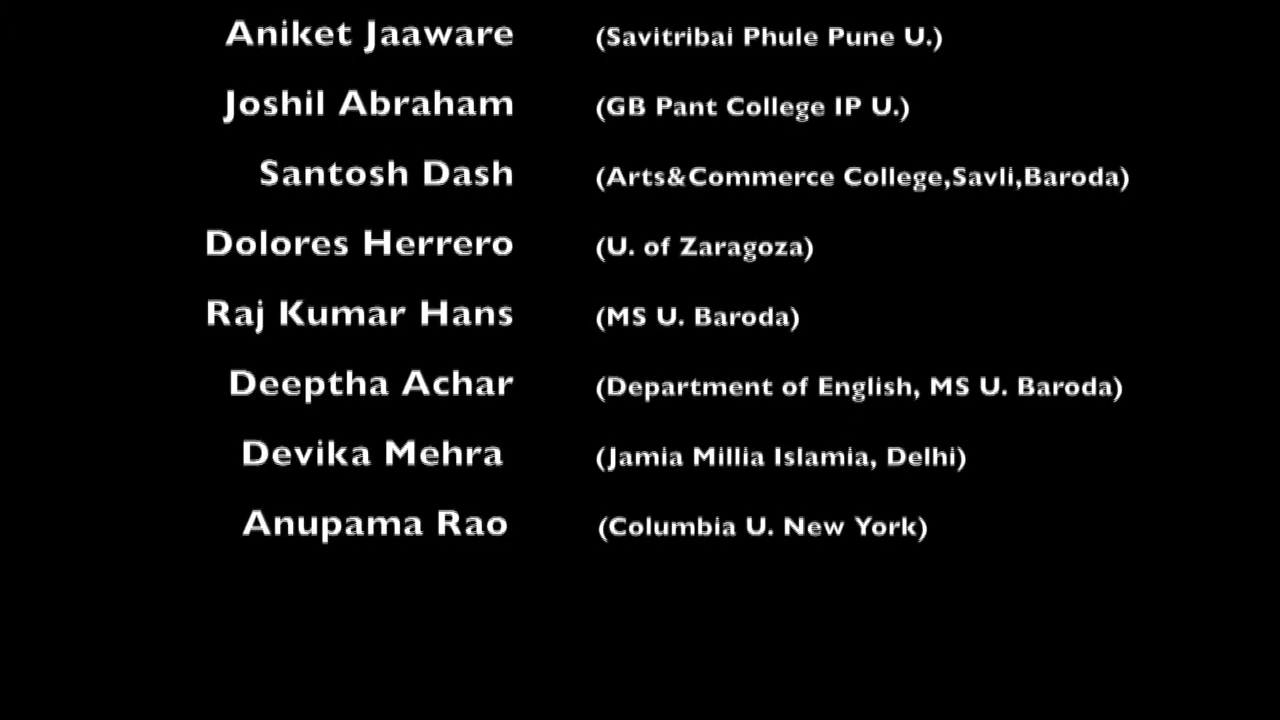 Aniket Jaaware (Savitribai Phule Pune U.)
Joshil Abraham (GB Pant College IP U.)
Santosh Dash (Arts&Commerce College,Savli,Baroda)
Dolores Herrero (U. of Zaragoza)
Raj Kumar Hans (MS U. Baroda)
Deeptha Achar (Department of English, MS U. Baroda)
Devika Mehra (Jamia Millia Islamia, Delhi)
Anupama Rao (Columbia U. New York)